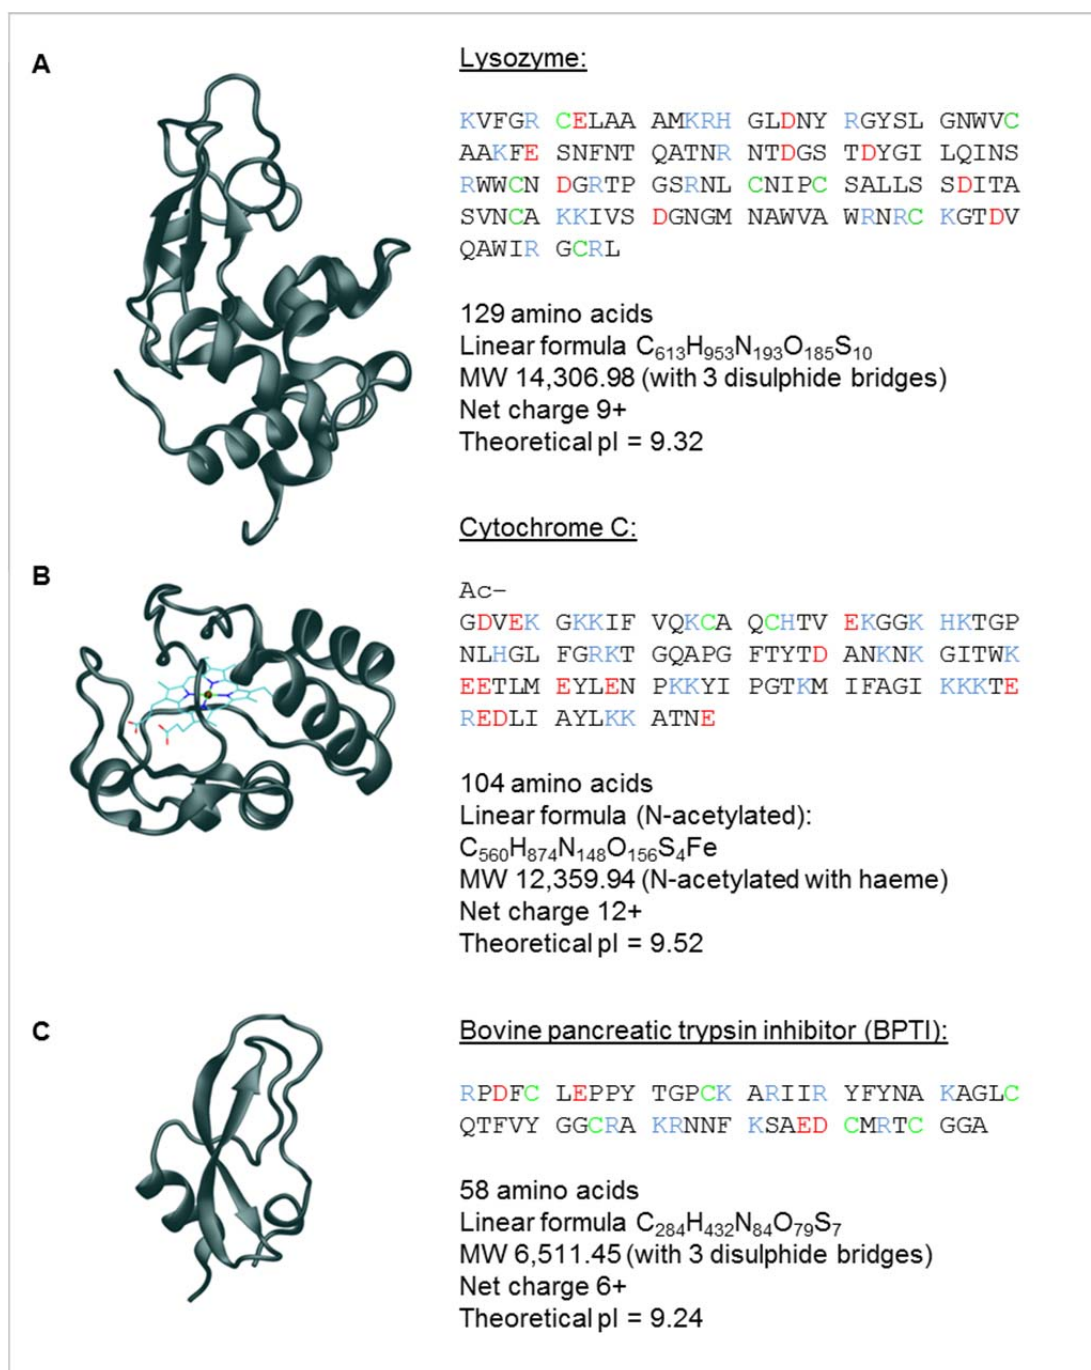 A
Lysozyme:
KVFGR CELAA AMKRH GLDNY RGYSL GNWVC
AAKFE SNFNT QATNR NTDGS TDYGI LQINS
RWWCN DGRTP GSRNL CNIPC SALLS SDITA
SVNCA KKIVS DGNGM NAWVA WRNRC KGTDV
QAWIR GCRL
129 amino acids
Linear formula C₆₁₃H₉₅₃N₁₉₃O₁₈₅S₁₀
MW 14,306.98 (with 3 disulphide bridges)
Net charge 9+
Theoretical pI = 9.32
B
Cytochrome C:
Ac–
GDVEK GKKIF VQKCA QCHTV EKGGK HKTGP
NLHGL FGRKT GQAPG FTYTD ANKNK GITWK
EETLM EYLEN PKKYI PGTKM IFAGI KKKTE
REDLI AYLKK ATNE
104 amino acids
Linear formula (N-acetylated):
C₅₆₀H₈₇₄N₁₄₈O₁₅₆S₄Fe
MW 12,359.94 (N-acetylated with haeme)
Net charge 12+
Theoretical pI = 9.52
C
Bovine pancreatic trypsin inhibitor (BPTI):
RPDFC LEPPY TGPCK ARIIR YFYNA KAGLC
QTFVY GGCRA KRNNF KSAED CMRTC GGA
58 amino acids
Linear formula C₂₈₄H₄₃₂N₈₄O₇₉S₇
MW 6,511.45 (with 3 disulphide bridges)
Net charge 6+
Theoretical pI = 9.24